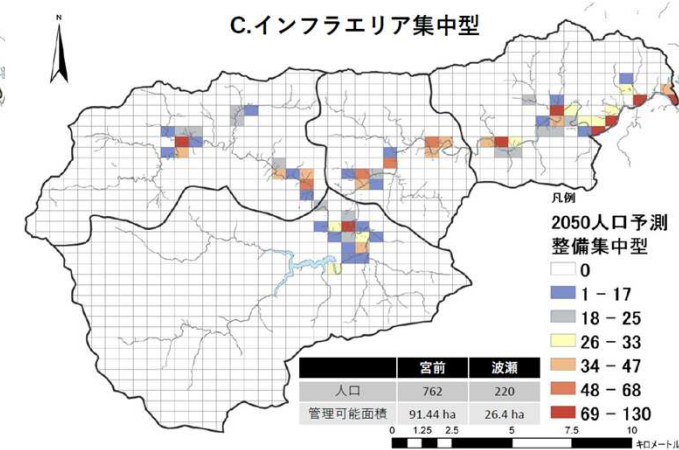 N
C.インフラエリア集中型
凡例
2050人口予測
整備集中型
0
1 - 17
18 - 25
26 - 33
34 - 47
48 - 68
69 - 130
宮前 波瀬
人口 762 220
管理可能面積 91.44 ha 26.4 ha
0 1.25 2.5 5 7.5 10
キロメートル